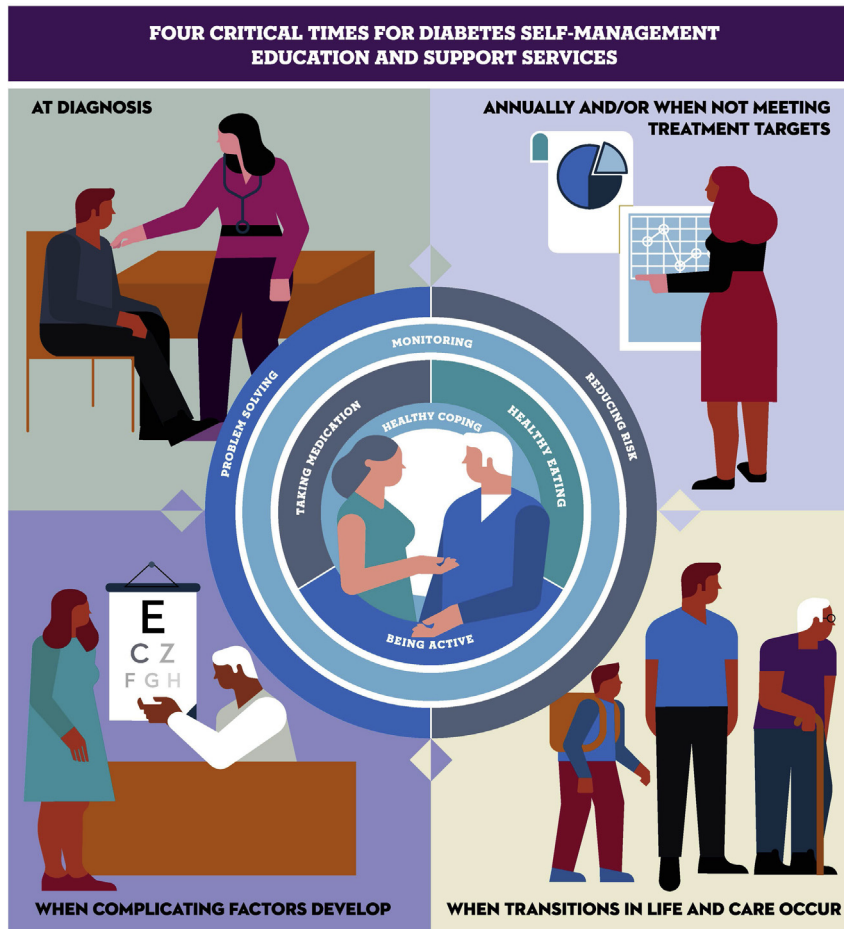 FOUR CRITICAL TIMES FOR DIABETES SELF-MANAGEMENT
EDUCATION AND SUPPORT SERVICES
AT DIAGNOSIS
ANNUALLY AND/OR WHEN NOT MEETING
TREATMENT TARGETS
PROBLEM SOLVING
MONITORING
REDUCING RISK
TAKING MEDICATION
HEALTHY COPING
HEALTHY EATING
BEING ACTIVE
E
C Z
F G H
WHEN COMPLICATING FACTORS DEVELOP
WHEN TRANSITIONS IN LIFE AND CARE OCCUR